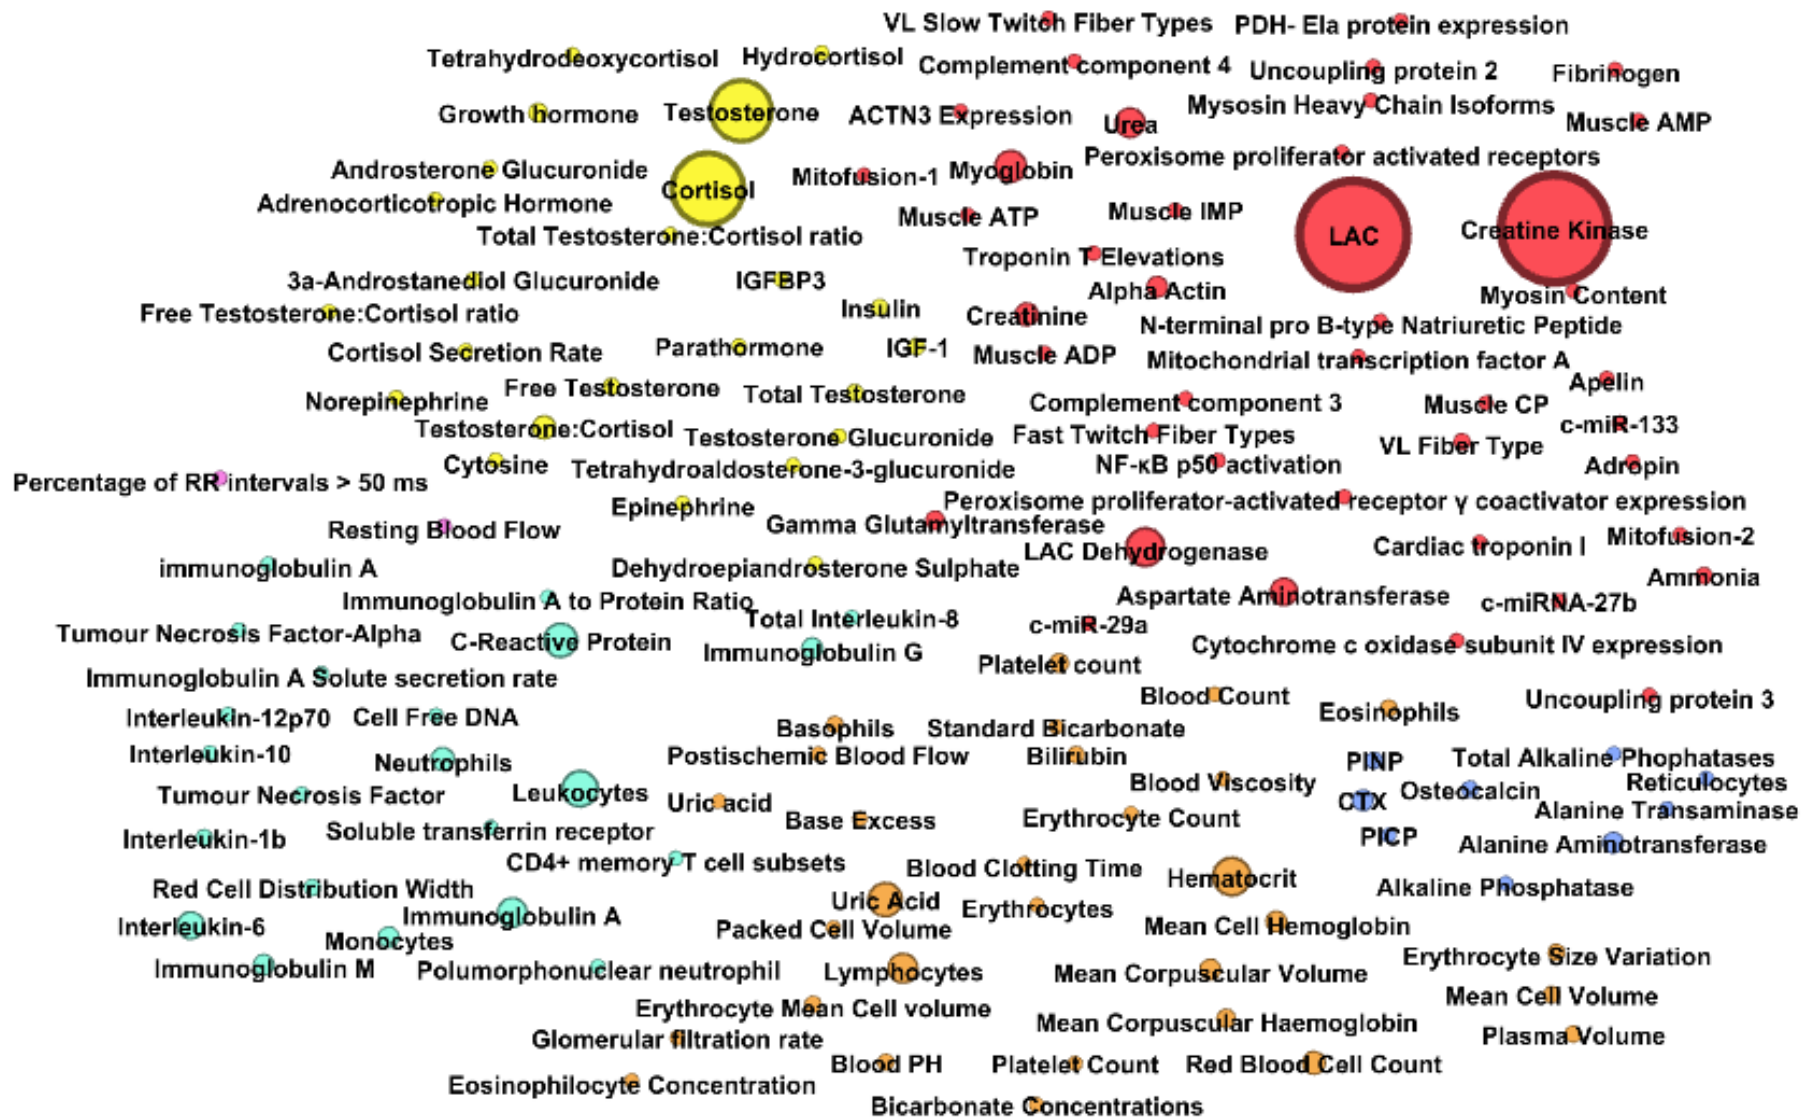 VL Slow Twitch Fiber Types
PDH- Ela protein expression
Tetrahydrodeoxycortisol
Hydrocortisol
Complement component 4
Uncoupling protein 2
Fibrinogen
Growth hormone
Testosterone
ACTN3 Expression
Urea
Mysosin Heavy Chain Isoforms
Muscle AMP
Androsterone Glucuronide
Cortisol
Mitofusion-1
Myoglobin
Peroxisome proliferator activated receptors
Adrenocorticotropic Hormone
Muscle ATP
Muscle IMP
LAC
Creatine Kinase
Total Testosterone:Cortisol ratio
Troponin T Elevations
3a-Androstanediol Glucuronide
IGFBP3
Alpha Actin
Myosin Content
Free Testosterone:Cortisol ratio
Insulin
Creatinine
N-terminal pro B-type Natriuretic Peptide
Cortisol Secretion Rate
Parathormone
IGF-1
Muscle ADP
Mitochondrial transcription factor A
Apelin
Norepinephrine
Free Testosterone
Total Testosterone
Complement component 3
Muscle CP
c-miR-133
Testosterone:Cortisol
Testosterone Glucuronide
Fast Twitch Fiber Types
VL Fiber Type
Cytosine
Tetrahydroaldosterone-3-glucuronide
NF-κB p50 activation
Adropin
Percentage of RR intervals > 50 ms
Epinephrine
Peroxisome proliferator-activated receptor γ coactivator expression
Resting Blood Flow
Gamma Glutamyltransferase
LAC Dehydrogenase
Cardiac troponin I
Mitofusion-2
immunoglobulin A
Dehydroepiandrosterone Sulphate
Ammonia
Immunoglobulin A to Protein Ratio
Aspartate Aminotransferase
c-miRNA-27b
Tumour Necrosis Factor-Alpha
C-Reactive Protein
Total Interleukin-8
c-miR-29a
Immunoglobulin G
Platelet count
Cytochrome c oxidase subunit IV expression
Immunoglobulin A Solute secretion rate
Blood Count
Uncoupling protein 3
Interleukin-12p70
Cell Free DNA
Basophils
Standard Bicarbonate
Eosinophils
Interleukin-10
Neutrophils
Postischemic Blood Flow
Bilirubin
PINP
Total Alkaline Phophatases
Tumour Necrosis Factor
Leukocytes
Uric acid
Blood Viscosity
CTX
Osteocalcin
Reticulocytes
Alanine Transaminase
Interleukin-1b
Soluble transferrin receptor
Base Excess
Erythrocyte Count
PICP
Alanine Aminotransferase
CD4+ memory T cell subsets
Blood Clotting Time
Hematocrit
Alkaline Phosphatase
Red Cell Distribution Width
Uric Acid
Erythrocytes
Interleukin-6
Immunoglobulin A
Packed Cell Volume
Mean Cell Hemoglobin
Monocytes
Erythrocyte Size Variation
Immunoglobulin M
Polumorphonuclear neutrophil
Lymphocytes
Mean Corpuscular Volume
Mean Cell Volume
Erythrocyte Mean Cell volume
Mean Corpuscular Haemoglobin
Plasma Volume
Glomerular filtration rate
Blood PH
Platelet Count
Red Blood Cell Count
Eosinophilocyte Concentration
Bicarbonate Concentrations